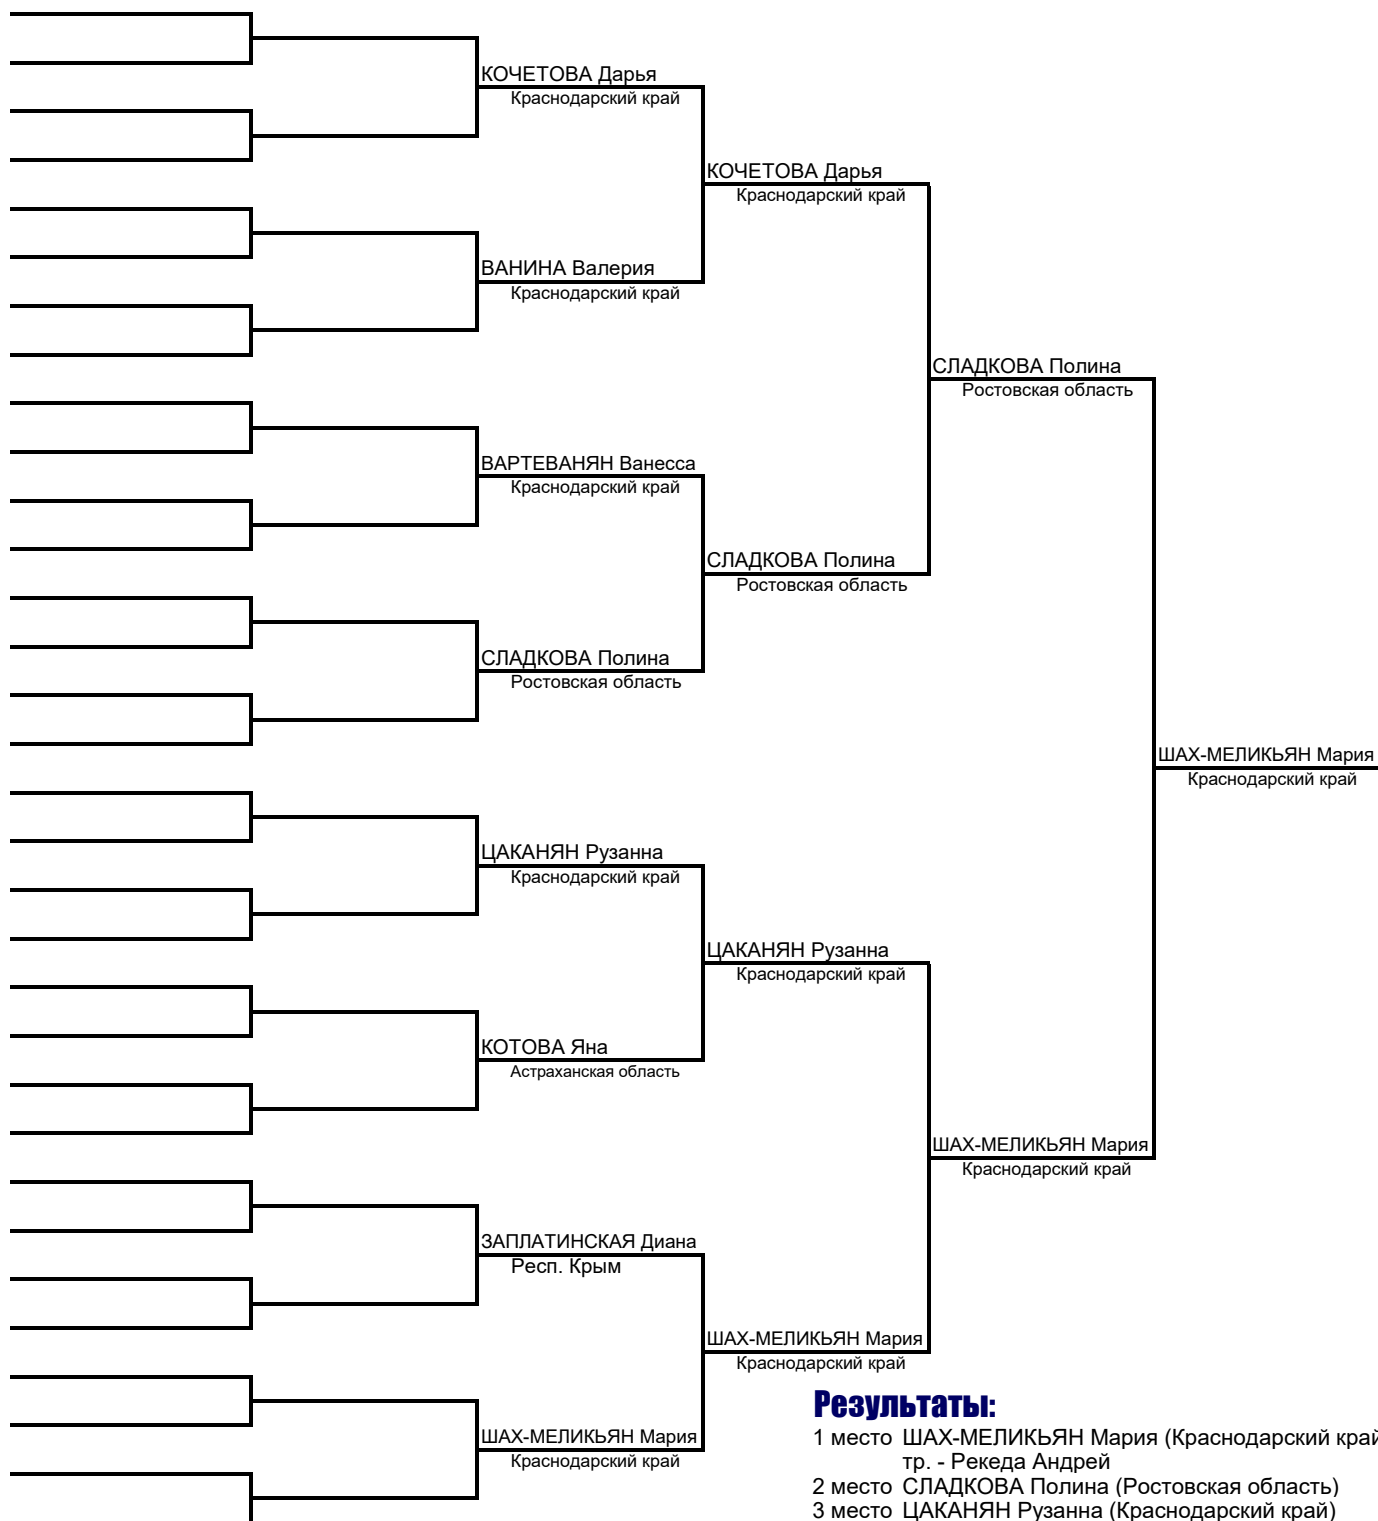 КОЧЕТОВА Дарья
Краснодарский край
КОЧЕТОВА Дарья
Краснодарский край
ВАНИНА Валерия
Краснодарский край
СЛАДКОВА Полина
Ростовская область
ВАРТЕВАНЯН Ванесса
Краснодарский край
СЛАДКОВА Полина
Ростовская область
СЛАДКОВА Полина
Ростовская область
ШАХ-МЕЛИКЬЯН Мария
Краснодарский край
ЦАКАНЯН Рузанна
Краснодарский край
ЦАКАНЯН Рузанна
Краснодарский край
КОТОВА Яна
Астраханская область
ШАХ-МЕЛИКЬЯН Мария
Краснодарский край
ЗАПЛАТИНСКАЯ Диана
Респ. Крым
ШАХ-МЕЛИКЬЯН Мария
Краснодарский край
ШАХ-МЕЛИКЬЯН Мария
Краснодарский край
Результаты:
1 место ШАХ-МЕЛИКЬЯН Мария (Краснодарский край
тр. - Рекеда Андрей
2 место СЛАДКОВА Полина (Ростовская область)
3 место ЦАКАНЯН Рузанна (Краснодарский край)